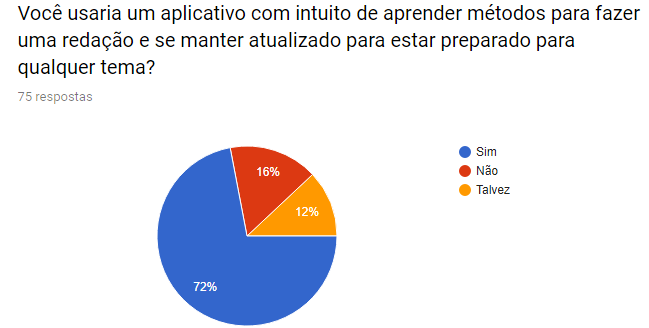 Você usaria um aplicativo com intuito de aprender métodos para fazer
uma redação e se manter atualizado para estar preparado para
qualquer tema?
75 respostas
Sim
Não
Talvez
16%
12%
72%